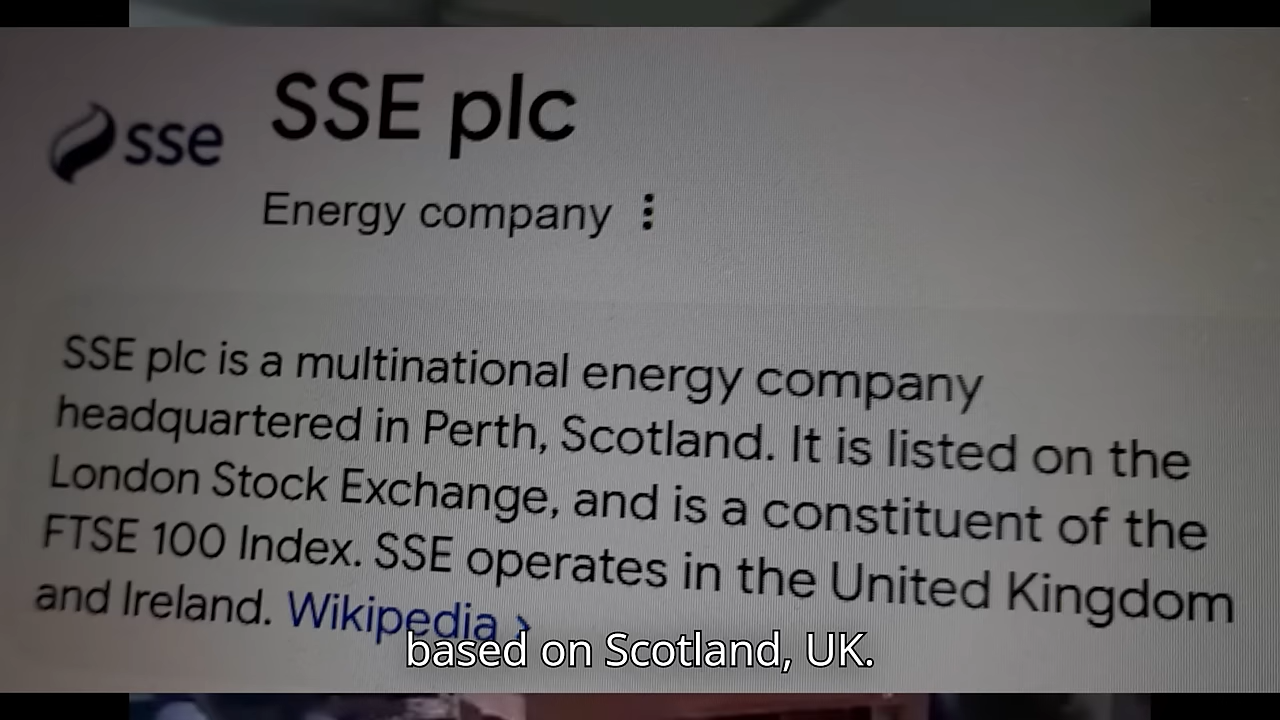 sse
SSE plc
Energy company
SSE plc is a multinational energy company
headquartered in Perth, Scotland. It is listed on the
London Stock Exchange, and is a constituent of the
FTSE 100 Index. SSE operates in the United Kingdom
and Ireland. Wikipedia >
based on Scotland, UK.